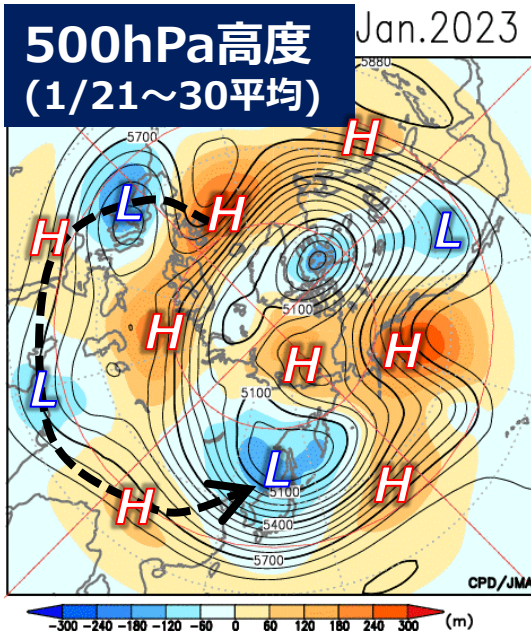 500hPa高度
(1/21～30平均)
Jan.2023
5880
5700
L
H
H
H
L
5100
H
H
H
5100
L
L
H
H
5100
5400
5700
CPD/JMA
-300 -240 -180 -120 -60 0 60 120 180 240 300 (m)